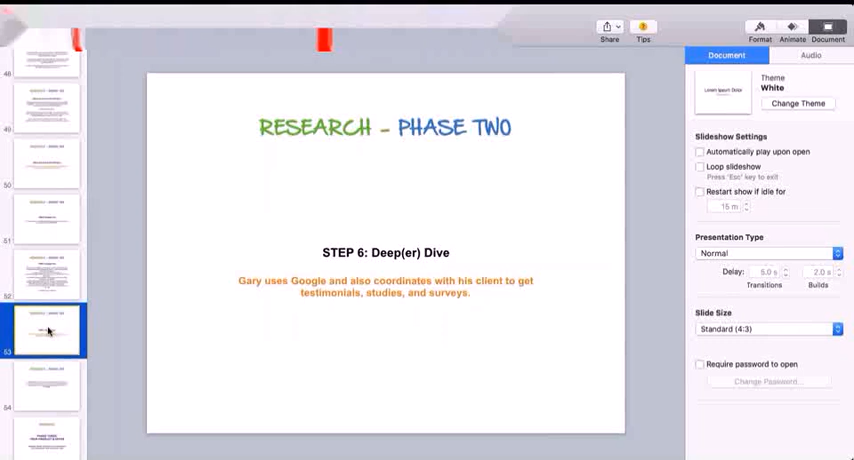 Share
Tips
Format
Animate
Document
Document
Audio
48
49
50
51
52
53
54
RESEARCH - PHASE TWO
STEP 6: Deep(er) Dive
Gary uses Google and also coordinates with his client to get
testimonials, studies, and surveys.
Theme
White
Change Theme
Slideshow Settings
Automatically play upon open
Loop slideshow
Press 'Esc' key to exit
Restart show if idle for
15 m
Presentation Type
Normal
Delay:
5.0 s
2.0 s
Transitions
Builds
Slide Size
Standard (4:3)
Require password to open
Change Password...